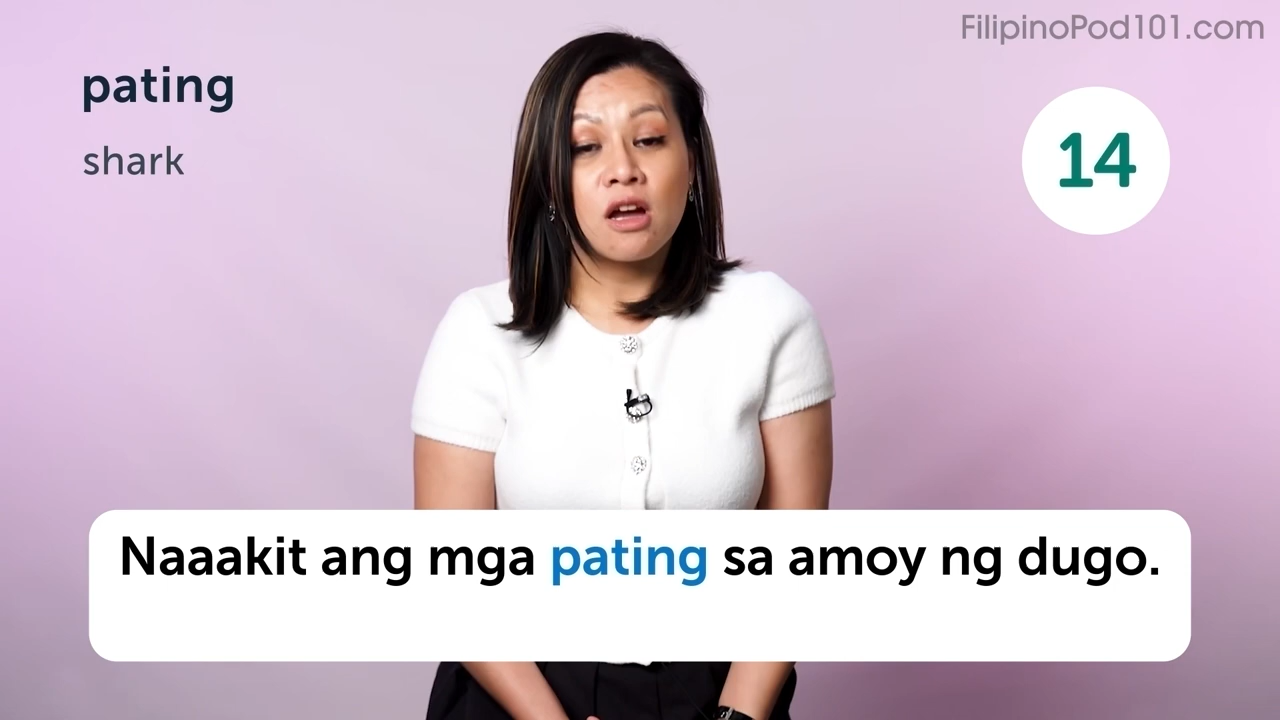 FilipinoPod101.com
pating
shark
14
Naaakit ang mga pating sa amoy ng dugo.